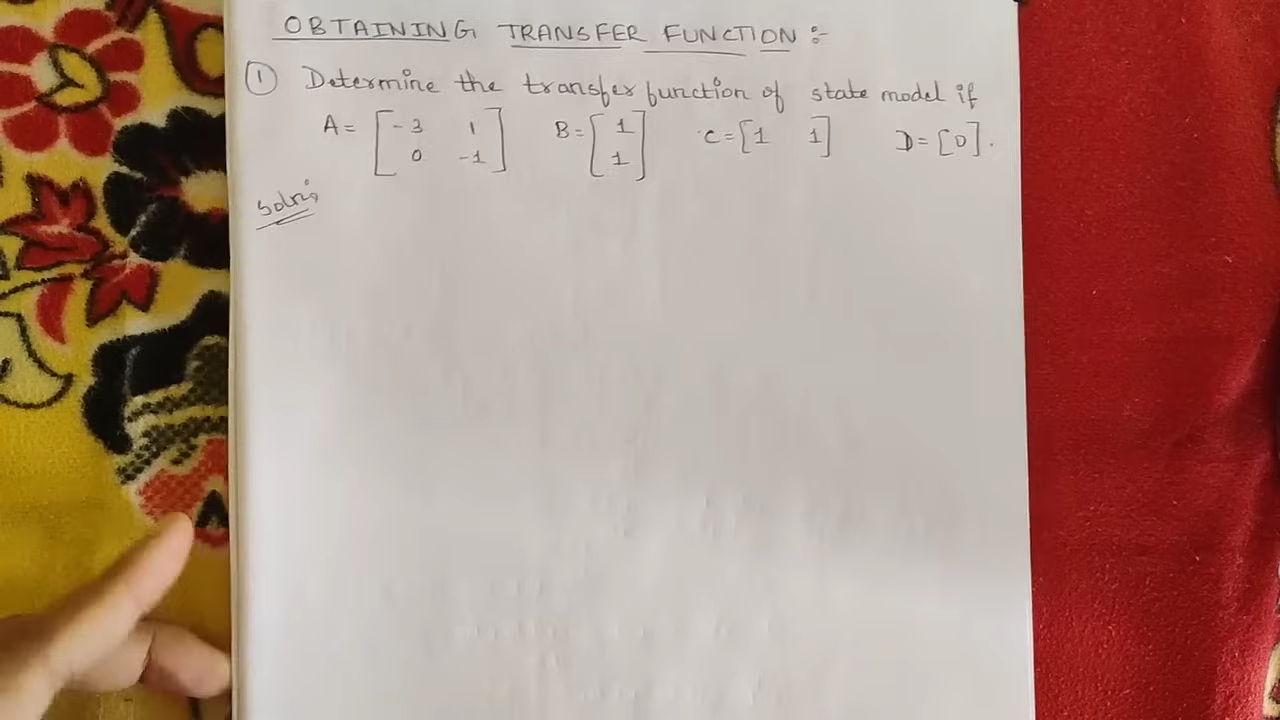 OBTAINING TRANSFER FUNCTION :-
① Determine the transfer function of state model if
A = [-3 1 B = [1 C = [1 1] D = [0].
0 -1] 1]
Soln: